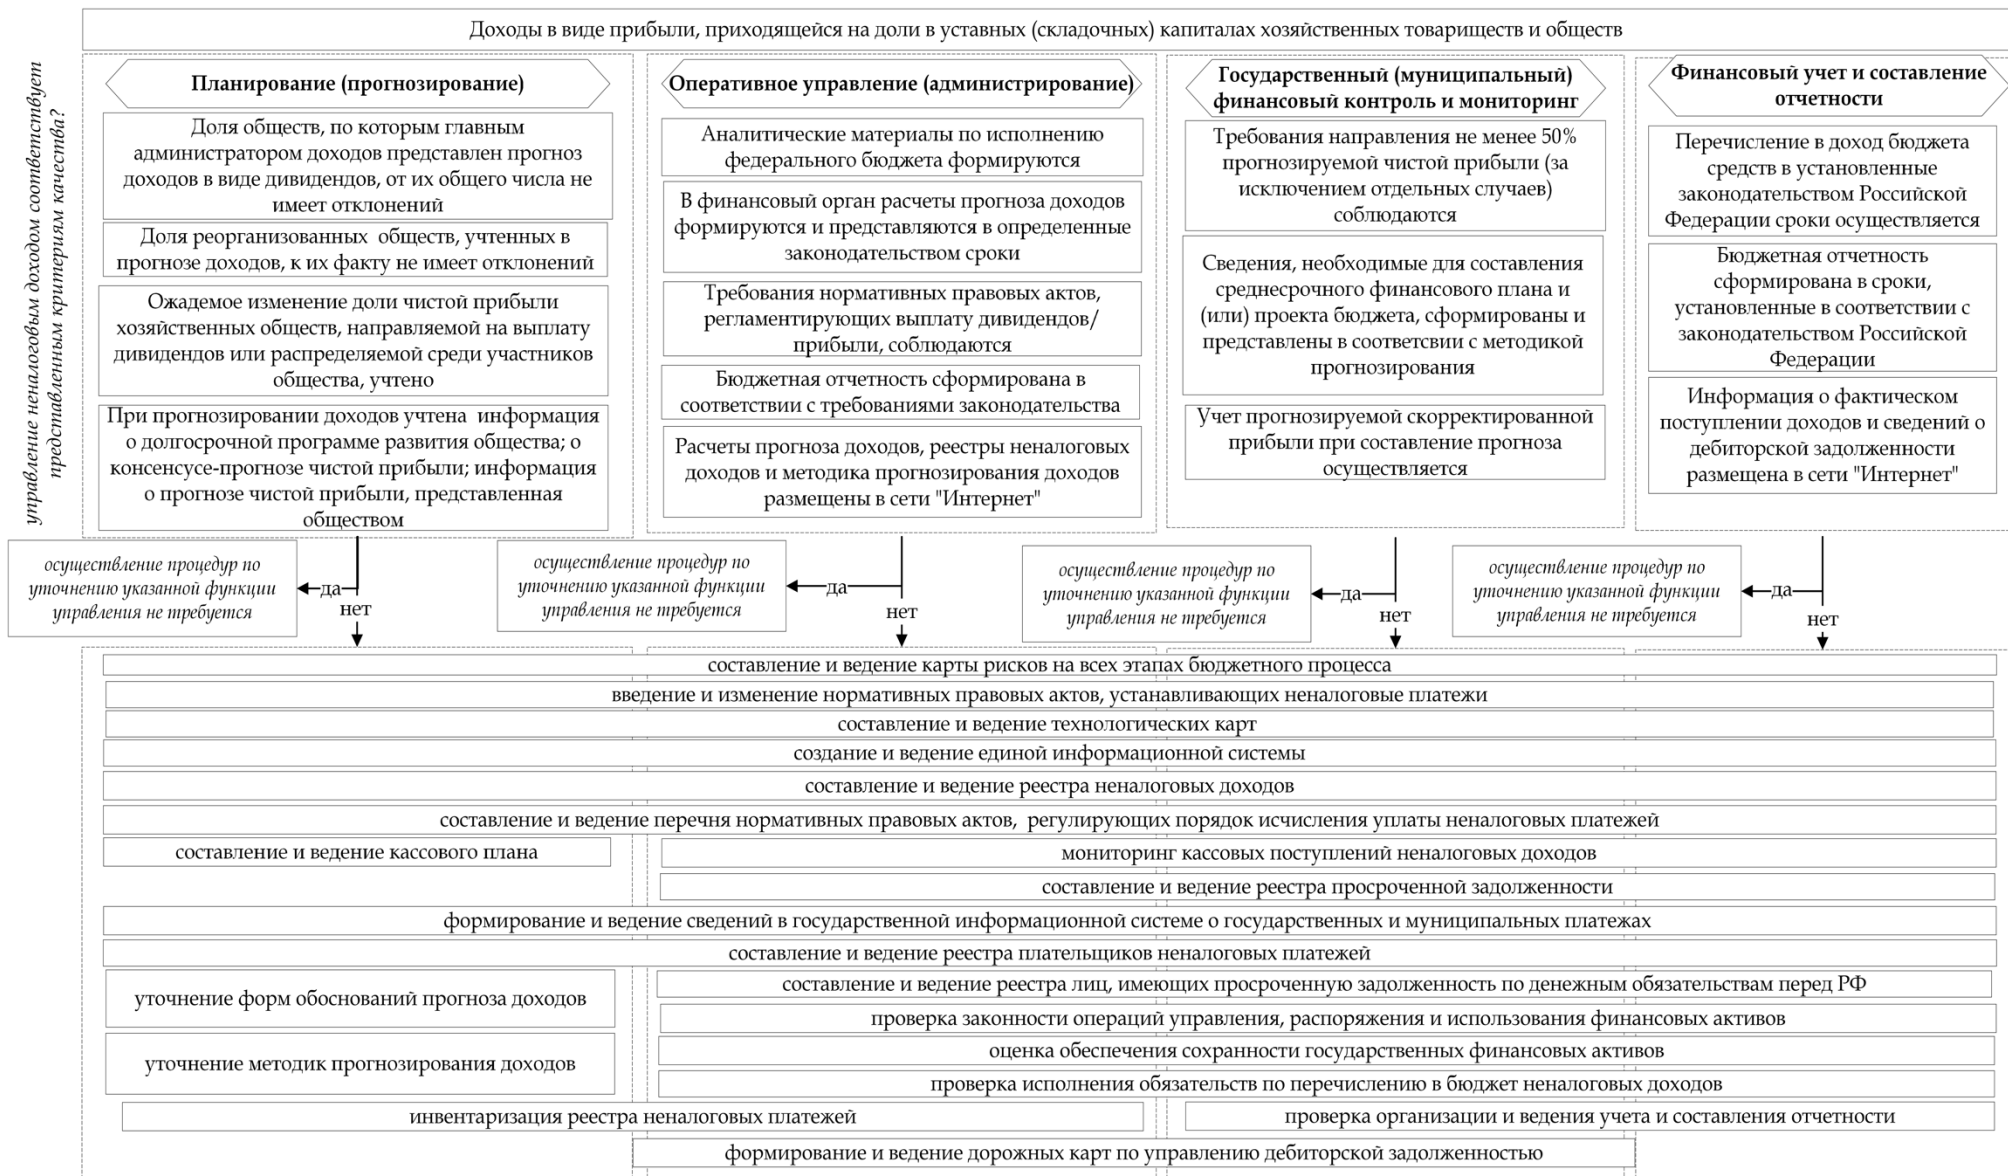 Доходы в виде прибыли, приходящейся на доли в уставных (складочных) капиталах хозяйственных товариществ и обществ
управление неналоговым доходом соответствует
представленным критериям качества?
Планирование (прогнозирование)
Доля обществ, по которым главным
администратором доходов представлен прогноз
доходов в виде дивидендов, от их общего числа не
имеет отклонений
Доля реорганизованных обществ, учтенных в
прогнозе доходов, к их факту не имеет отклонений
Ожадемое изменение доли чистой прибыли
хозяйственных обществ, направляемой на выплату
дивидендов или распределяемой среди участников
общества, учтено
При прогнозировании доходов учтена информация
о долгосрочной программе развития общества; о
консенсусе-прогнозе чистой прибыли; информация
о прогнозе чистой прибыли, представленная
обществом
Оперативное управление (администрирование)
Аналитические материалы по исполнению
федерального бюджета формируются
В финансовый орган расчеты прогноза доходов
формируются и представляются в определенные
законодательством сроки
Требования нормативных правовых актов,
регламентирующих выплату дивидендов/
прибыли, соблюдаются
Бюджетная отчетность сформирована в
соответствии с требованиями законодательства
Расчеты прогноза доходов, реестры неналоговых
доходов и методика прогнозирования доходов
размещены в сети "Интернет"
Государственный (муниципальный)
финансовый контроль и мониторинг
Требования направления не менее 50%
прогнозируемой чистой прибыли (за
исключением отдельных случаев)
соблюдаются
Сведения, необходимые для составления
среднесрочного финансового плана и
(или) проекта бюджета, сформированы и
представлены в соответсвии с методикой
прогнозирования
Учет прогнозируемой скорректированной
прибыли при составление прогноза
осуществляется
Финансовый учет и составление
отчетности
Перечисление в доход бюджета
средств в установленные
законодательством Российской
Федерации сроки осуществляется
Бюджетная отчетность
сформирована в сроки,
установленные в соответствии с
законодательством Российской
Федерации
Информация о фактическом
поступлении доходов и сведений о
дебиторской задолженности
размещена в сети "Интернет"
осуществление процедур по
уточнению указанной функции
управления не требуется
да
нет
осуществление процедур по
уточнению указанной функции
управления не требуется
да
нет
осуществление процедур по
уточнению указанной функции
управления не требуется
да
нет
осуществление процедур по
уточнению указанной функции
управления не требуется
да
нет
составление и ведение карты рисков на всех этапах бюджетного процесса
введение и изменение нормативных правовых актов, устанавливающих неналоговые платежи
составление и ведение технологических карт
создание и ведение единой информационной системы
составление и ведение реестра неналоговых доходов
составление и ведение перечня нормативных правовых актов, регулирующих порядок исчисления уплаты неналоговых платежей
составление и ведение кассового плана
мониторинг кассовых поступлений неналоговых доходов
составление и ведение реестра просроченной задолженности
формирование и ведение сведений в государственной информационной системе о государственных и муниципальных платежах
составление и ведение реестра плательщиков неналоговых платежей
уточнение форм обоснований прогноза доходов
составление и ведение реестра лиц, имеющих просроченную задолженность по денежным обязательствам перед РФ
проверка законности операций управления, распоряжения и использования финансовых активов
уточнение методик прогнозирования доходов
оценка обеспечения сохранности государственных финансовых активов
проверка исполнения обязательств по перечислению в бюджет неналоговых доходов
инвентаризация реестра неналоговых платежей
проверка организации и ведения учета и составления отчетности
формирование и ведение дорожных карт по управлению дебиторской задолженностью